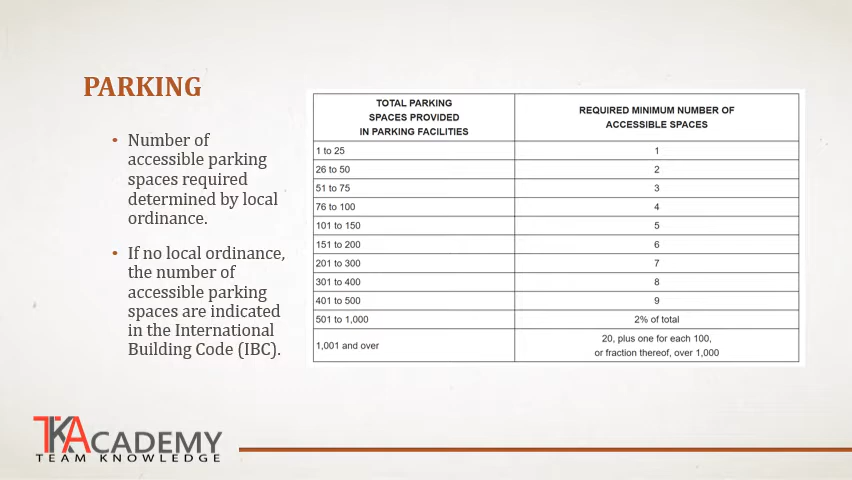 PARKING
• Number of
accessible parking
spaces required
determined by local
ordinance.
• If no local ordinance,
the number of
accessible parking
spaces are indicated
in the International
Building Code (IBC).
TOTAL PARKING
SPACES PROVIDED
IN PARKING FACILITIES
REQUIRED MINIMUM NUMBER OF
ACCESSIBLE SPACES
1 to 25 1
26 to 50 2
51 to 75 3
76 to 100 4
101 to 150 5
151 to 200 6
201 to 300 7
301 to 400 8
401 to 500 9
501 to 1,000 2% of total
1,001 and over 20, plus one for each 100,
or fraction thereof, over 1,000
TKACADEMY
TEAM KNOWLEDGE